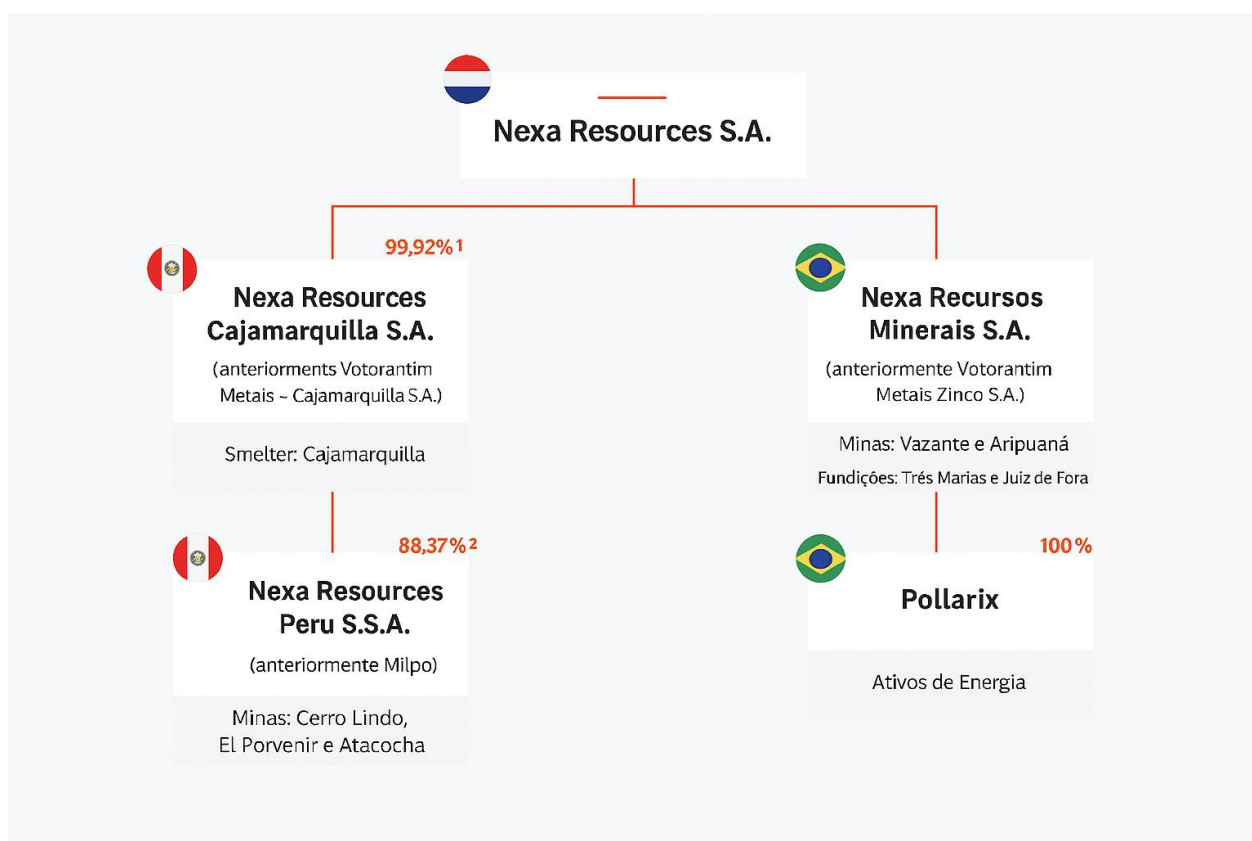 Nexa Resources S.A.
99,92%1
Nexa Resources
Cajamarquilla S.A.
(anteriorments Votorantim
Metais – Cajamarquilla S.A.)
Smelter: Cajamarquilla
88,37%2
Nexa Resources
Peru S.S.A.
(anteriormente Milpo)
Minas: Cerro Lindo,
El Porvenir e Atacocha
Nexa Recursos
Minerais S.A.
(anteriormente Votorantim
Metais Zinco S.A.)
Minas: Vazante e Aripuaná
Fundições: Trés Marias e Juiz de Fora
100 %
Pollarix
Ativos de Energia